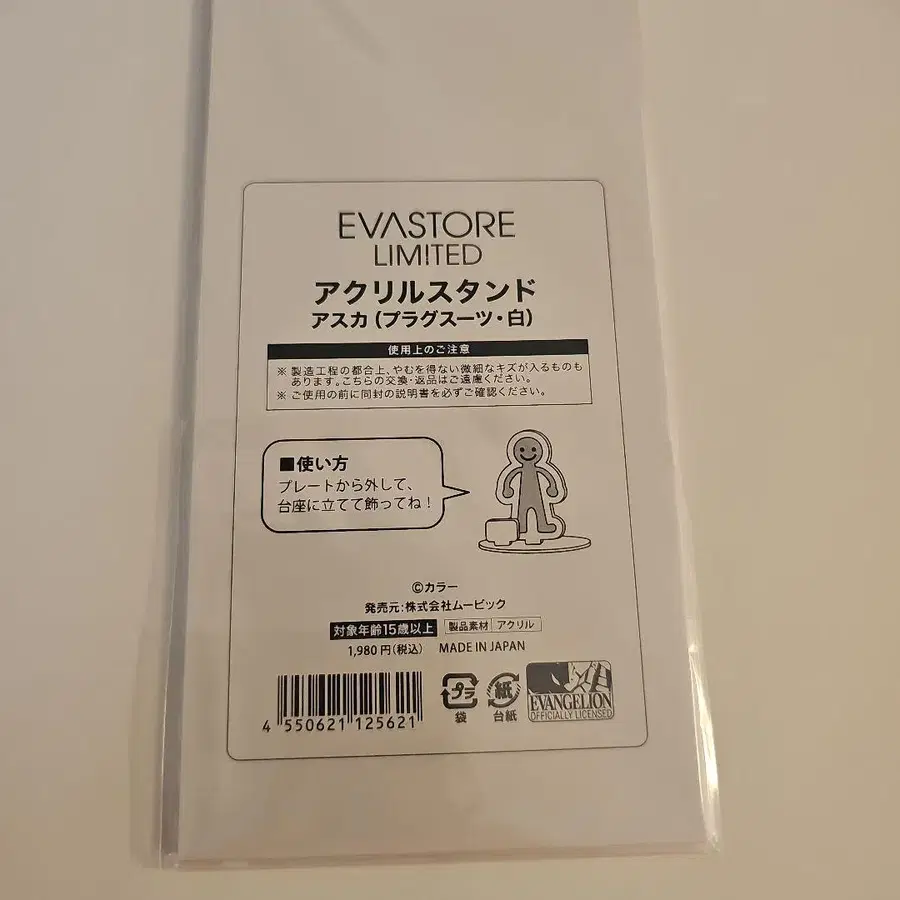 EVASTORE
LIMITED
アクリルスタンド
アスカ(プラグスーツ・白)
使用上のご注意
※ 製造工程の都合上、やむを得ない微細なキズが入るものも
あります。こちらの交換・返品はご遠慮ください。
※ ご使用の前に同封の説明書を必ずご確認ください。
■使い方
プレートから外して、
台座に立てて飾ってね!
©カラー
発売元:株式会社ムービック
対象年齢15歳以上 製品素材 アクリル
1,980円(税込) MADE IN JAPAN
4 550621 125621
プラ
袋
紙
台紙
EVANGELION
OFFICIALLY LICENSED